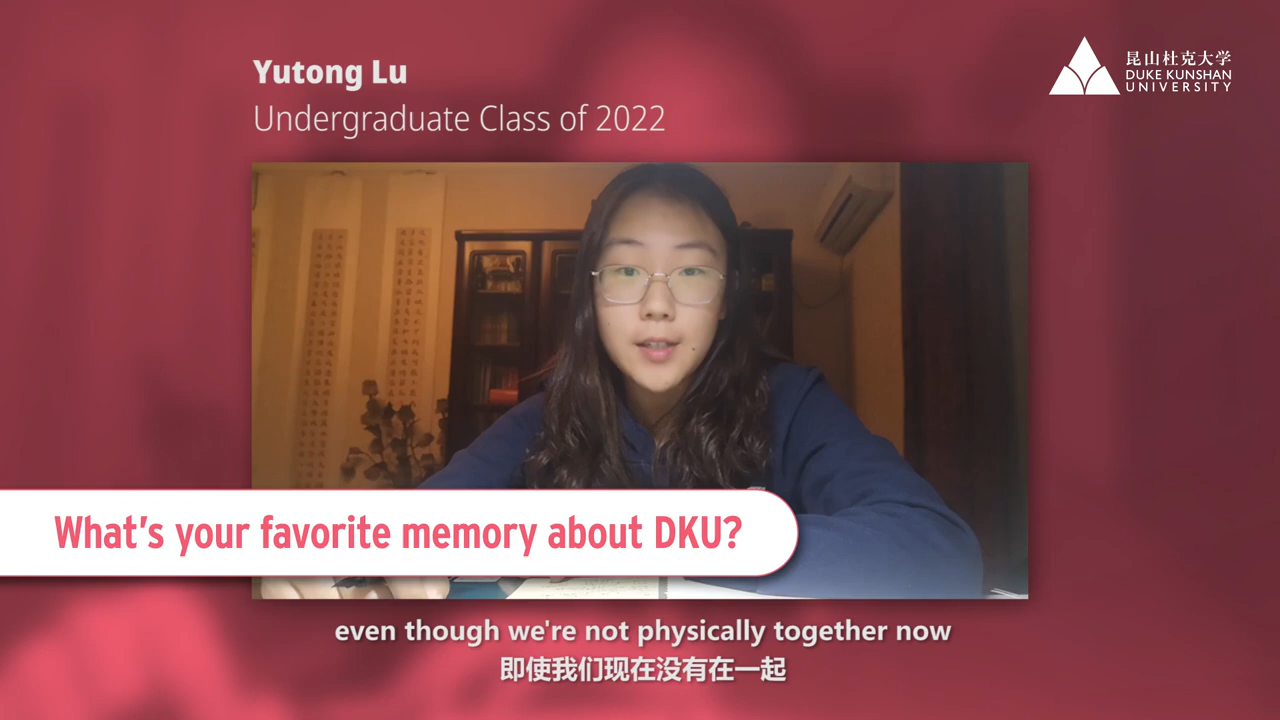 Yutong Lu
Undergraduate Class of 2022
昆山杜克大学
DUKE KUNSHAN
UNIVERSITY
What's your favorite memory about DKU?
even though we're not physically together now
即使我们现在没有在一起